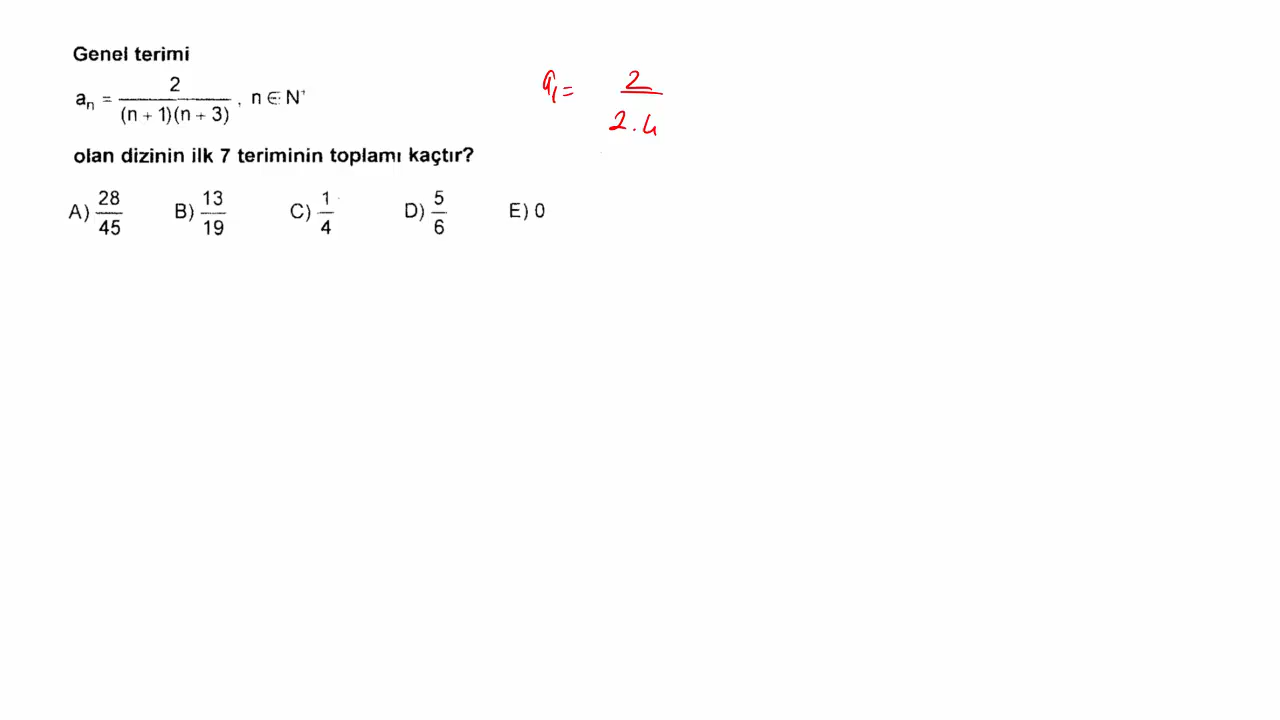 Genel terimi
aₙ = 2 / (n + 1)(n + 3) , n ∈ N⁺
olan dizinin ilk 7 teriminin toplamı kaçtır?
A) 28/45 B) 13/19 C) 1/4 D) 5/6 E) 0
a₁ = 2 / 2.4